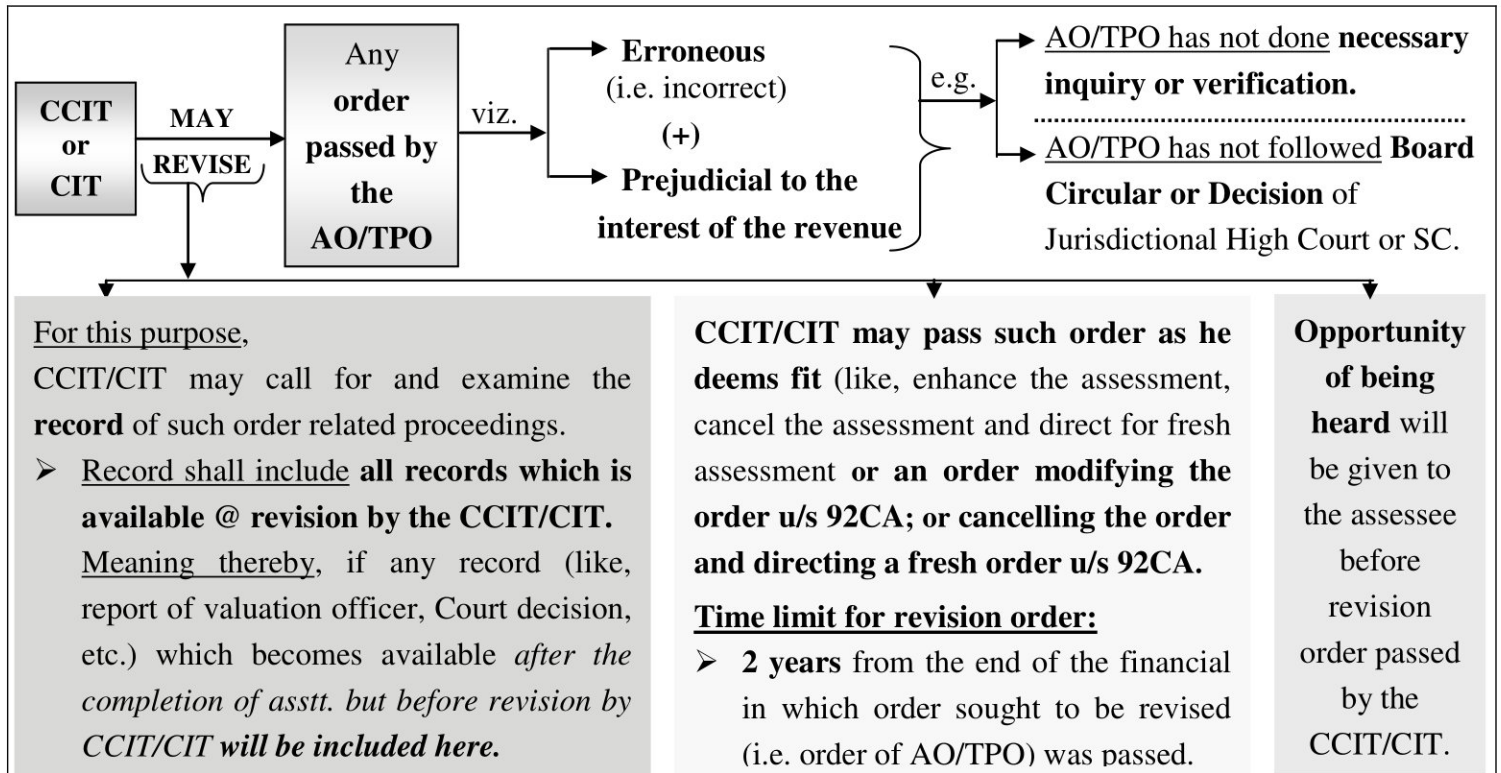 CCIT
or
CIT
MAY
REVISE
Any
order
passed by
the
AO/TPO
viz.
Erroneous
(i.e. incorrect)
(+)
Prejudicial to the
interest of the revenue
e.g.
AO/TPO has not done necessary
inquiry or verification.
AO/TPO has not followed Board
Circular or Decision of
Jurisdictional High Court or SC.
For this purpose,
CCIT/CIT may call for and examine the
record of such order related proceedings.
➢ Record shall include all records which is
available @ revision by the CCIT/CIT.
Meaning thereby, if any record (like,
report of valuation officer, Court decision,
etc.) which becomes available after the
completion of asstt. but before revision by
CCIT/CIT will be included here.
CCIT/CIT may pass such order as he
deems fit (like, enhance the assessment,
cancel the assessment and direct for fresh
assessment or an order modifying the
order u/s 92CA; or cancelling the order
and directing a fresh order u/s 92CA.
Time limit for revision order:
➢ 2 years from the end of the financial
in which order sought to be revised
(i.e. order of AO/TPO) was passed.
Opportunity
of being
heard will
be given to
the assessee
before
revision
order passed
by the
CCIT/CIT.